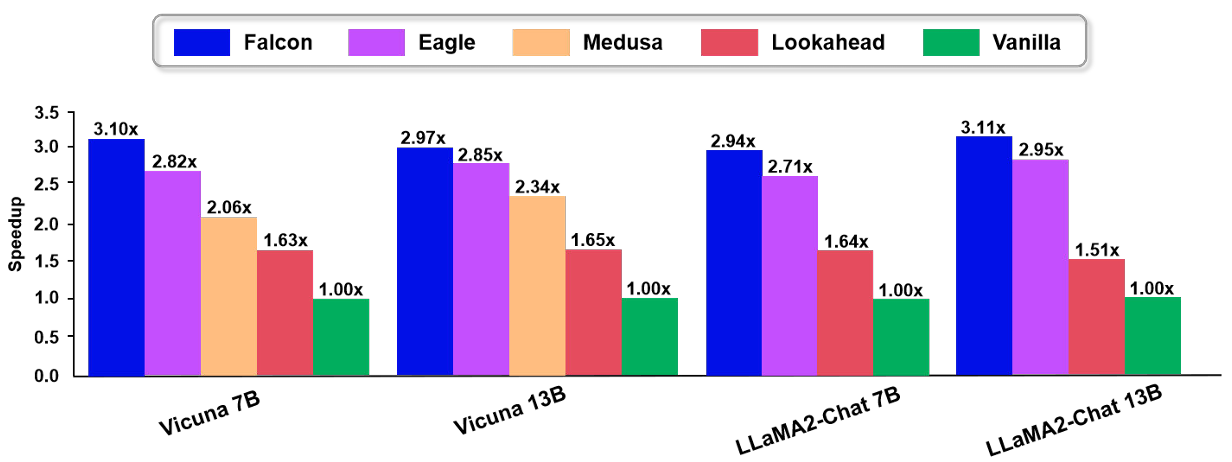 Falcon Eagle Medusa Lookahead Vanilla
Speedup
3.5
3.0
2.5
2.0
1.5
1.0
0.5
0.0
3.10x
2.82x
2.06x
1.63x
1.00x
2.97x
2.85x
2.34x
1.65x
1.00x
2.94x
2.71x
1.64x
1.00x
3.11x
2.95x
1.51x
1.00x
Vicuna 7B
Vicuna 13B
LLaMA2-Chat 7B
LLaMA2-Chat 13B